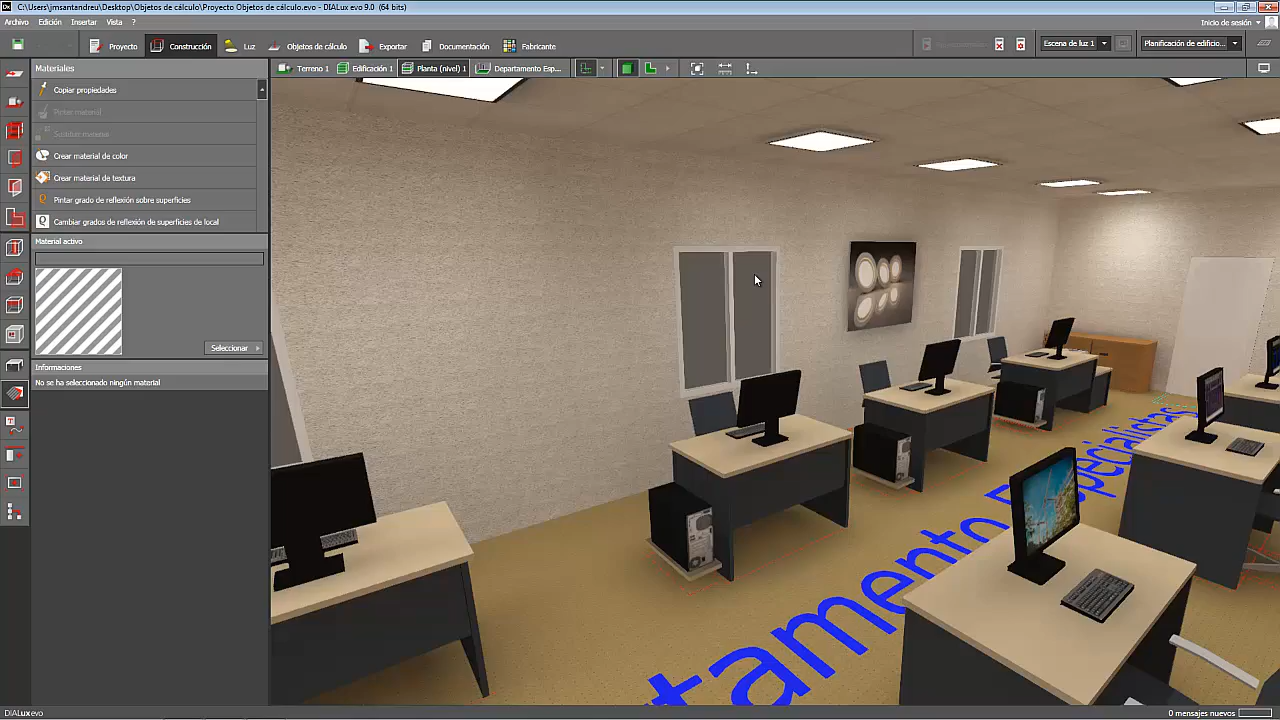 C:\Users\jmsantandreu\Desktop\Objetos de cálculo\Proyecto Objetos de cálculo.evo - DIALux evo 9.0 (64 bits)
Archivo Edición Insertar Vista ?
Inicio de sesión
Proyecto Construcción Luz Objetos de cálculo Exportar Documentación Fabricante
Escena de luz 1 Planificación de edificio...
Materiales
Terreno 1 Edificación 1 Planta (nivel) 1 Departamento Esp...
Copiar propiedades
Pintar material
Sustituir material
Crear material de color
Crear material de textura
Pintar grado de reflexión sobre superficies
Cambiar grados de reflexión de superficies de local
Material activo
Seleccionar
Informaciones
No se ha seleccionado ningún material
tamento
DIALux evo
0 mensajes nuevos